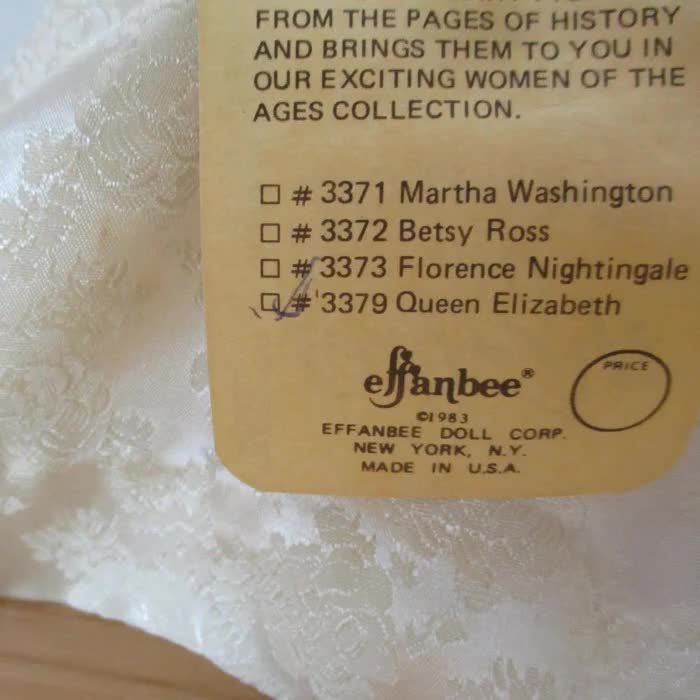 FROM THE PAGES OF HISTORY
AND BRINGS THEM TO YOU IN
OUR EXCITING WOMEN OF THE
AGES COLLECTION.
☐ # 3371 Martha Washington
☐ # 3372 Betsy Ross
☐ # 3373 Florence Nightingale
☐ # 3379 Queen Elizabeth
effanbee®
PRICE
©1983
EFFANBEE DOLL CORP.
NEW YORK, N.Y.
MADE IN U.S.A.